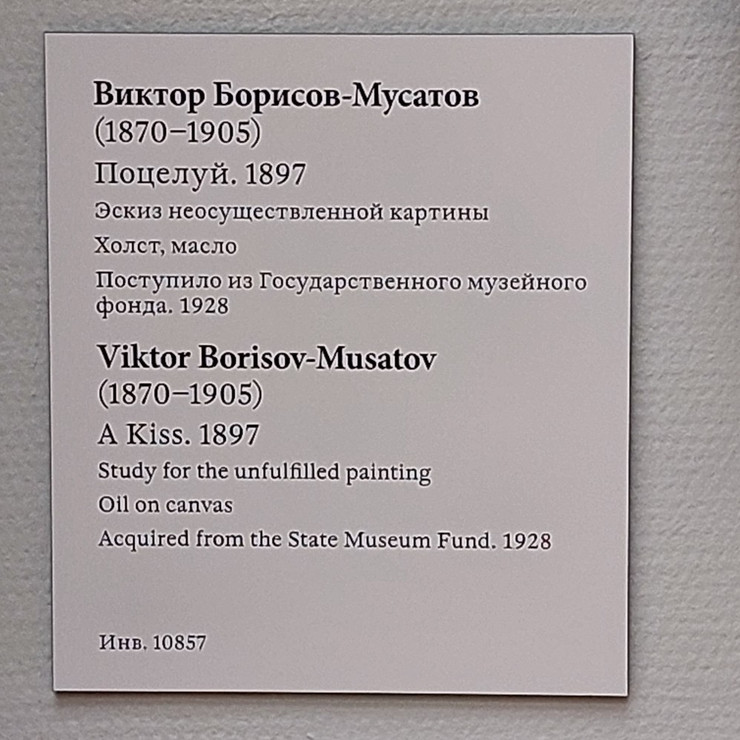 Виктор Борисов-Мусатов
(1870–1905)
Поцелуй. 1897
Эскиз неосуществленной картины
Холст, масло
Поступило из Государственного музейного
фонда. 1928
Viktor Borisov-Musatov
(1870–1905)
A Kiss. 1897
Study for the unfulfilled painting
Oil on canvas
Acquired from the State Museum Fund. 1928
Инв. 10857